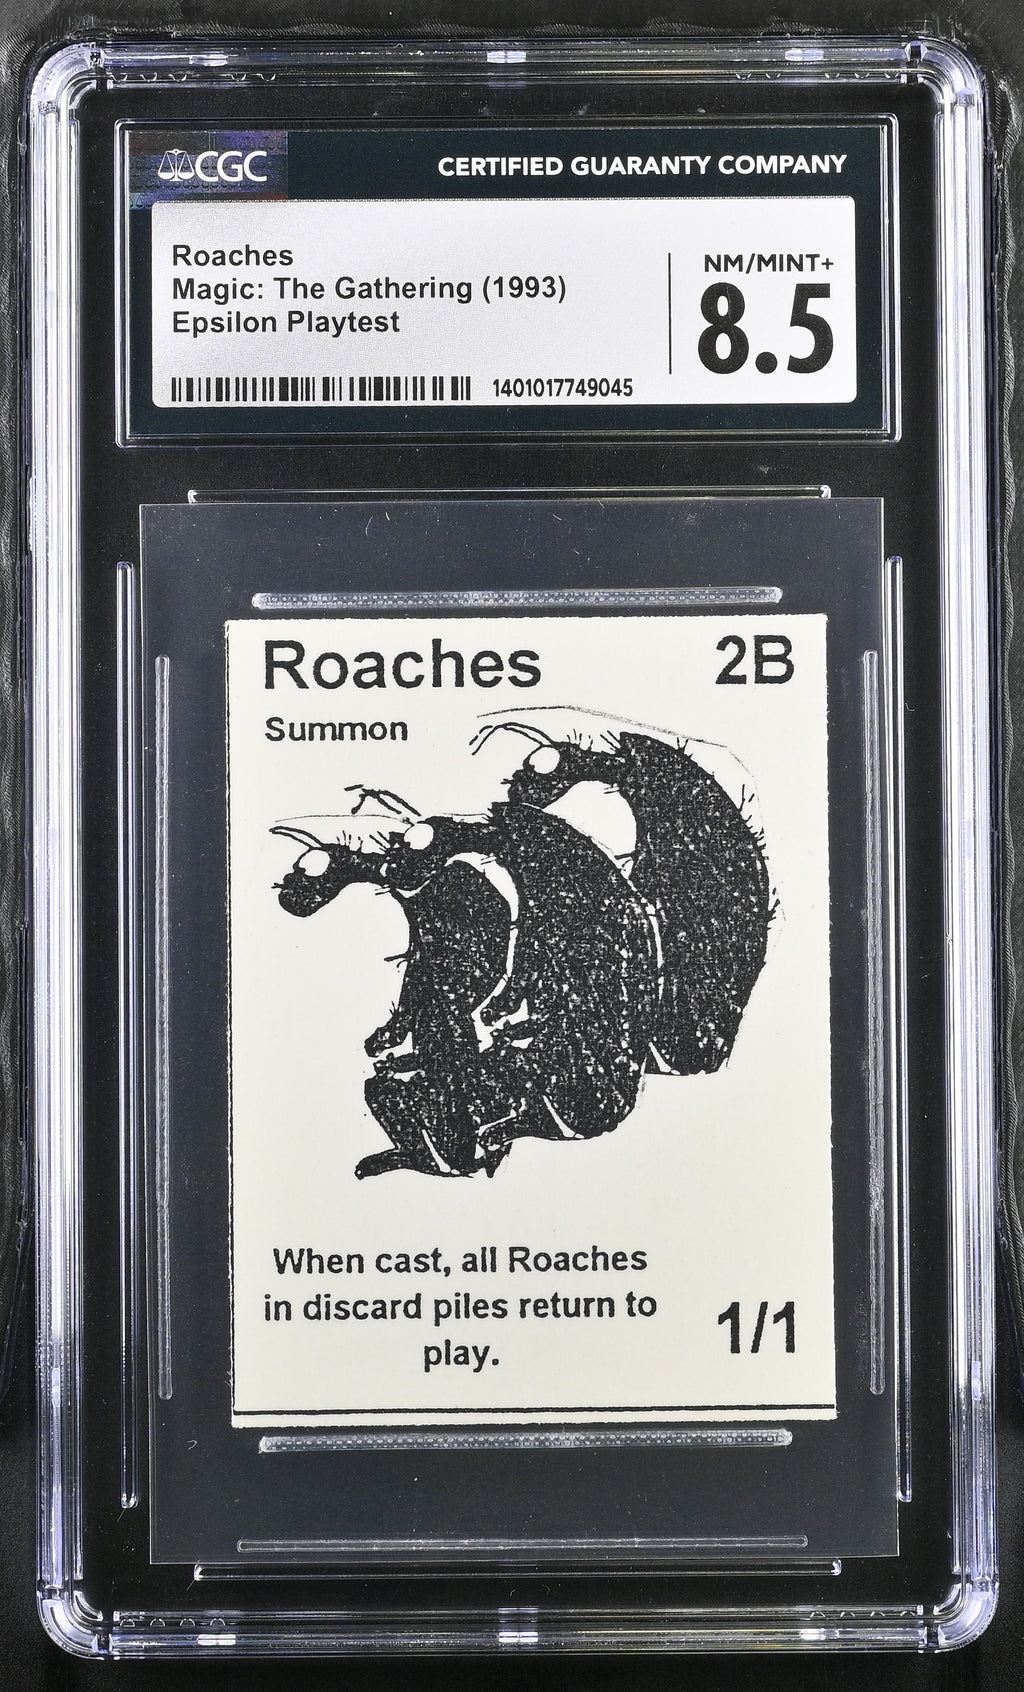 CGC
CERTIFIED GUARANTY COMPANY
Roaches
Magic: The Gathering (1993)
Epsilon Playtest
NM/MINT+
8.5
1401017749045
Roaches
2B
Summon
When cast, all Roaches
in discard piles return to
play.
1/1